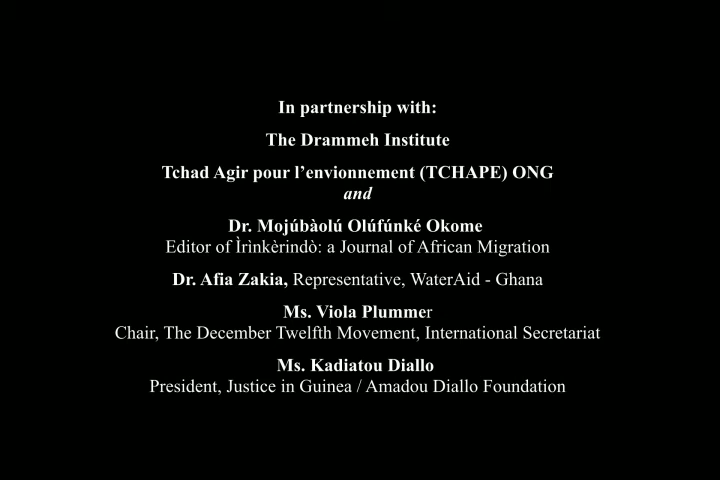 In partnership with:
The Drammeh Institute
Tchad Agir pour l’envionnement (TCHAPE) ONG
and
Dr. Mojúbàolú Olúfúnké Okome
Editor of Ìrìnkèrindò: a Journal of African Migration
Dr. Afia Zakia, Representative, WaterAid - Ghana
Ms. Viola Plummer
Chair, The December Twelfth Movement, International Secretariat
Ms. Kadiatou Diallo
President, Justice in Guinea / Amadou Diallo Foundation